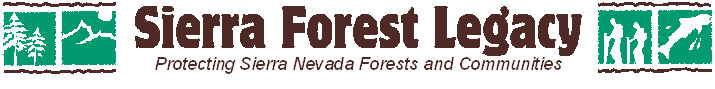 Sierra Forest Legacy
Protecting Sierra Nevada Forests and Communities